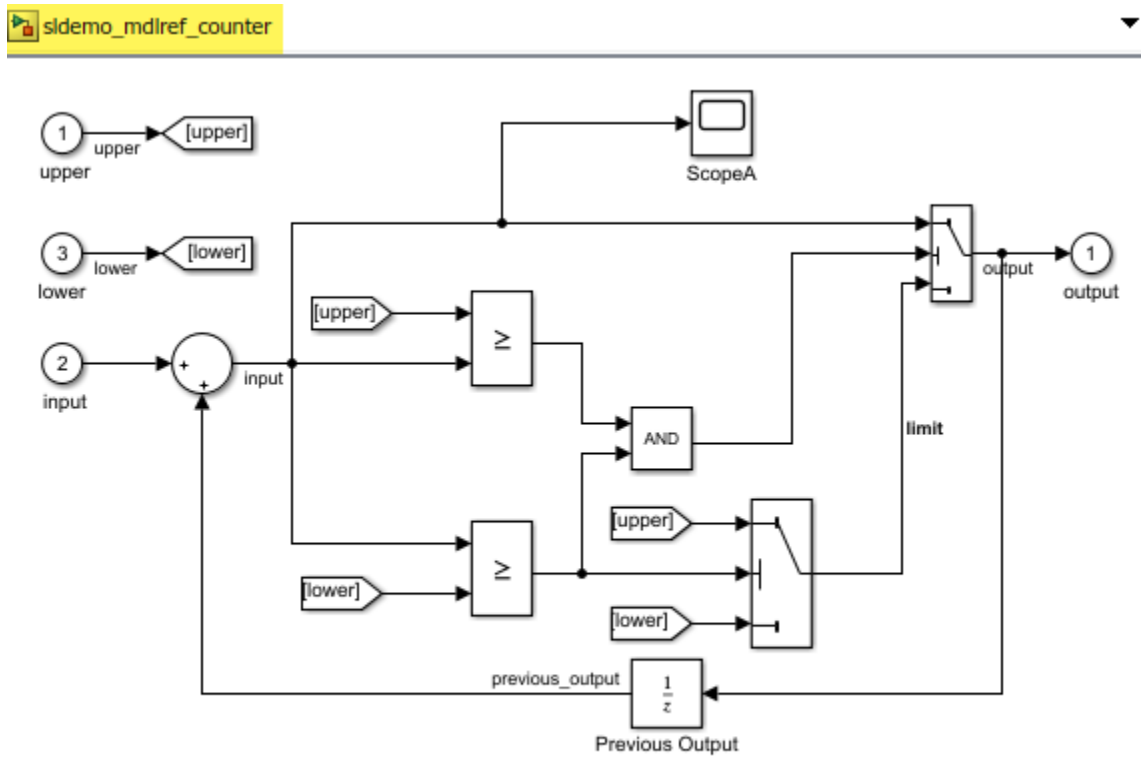 sldemo_mdlref_counter
1
upper
[upper]
upper
ScopeA
3
lower
[lower]
lower
output
1
output
[upper]
≥
2
+
+
input
input
AND
limit
[upper]
≥
[lower]
[lower]
previous_output
1
z
Previous Output